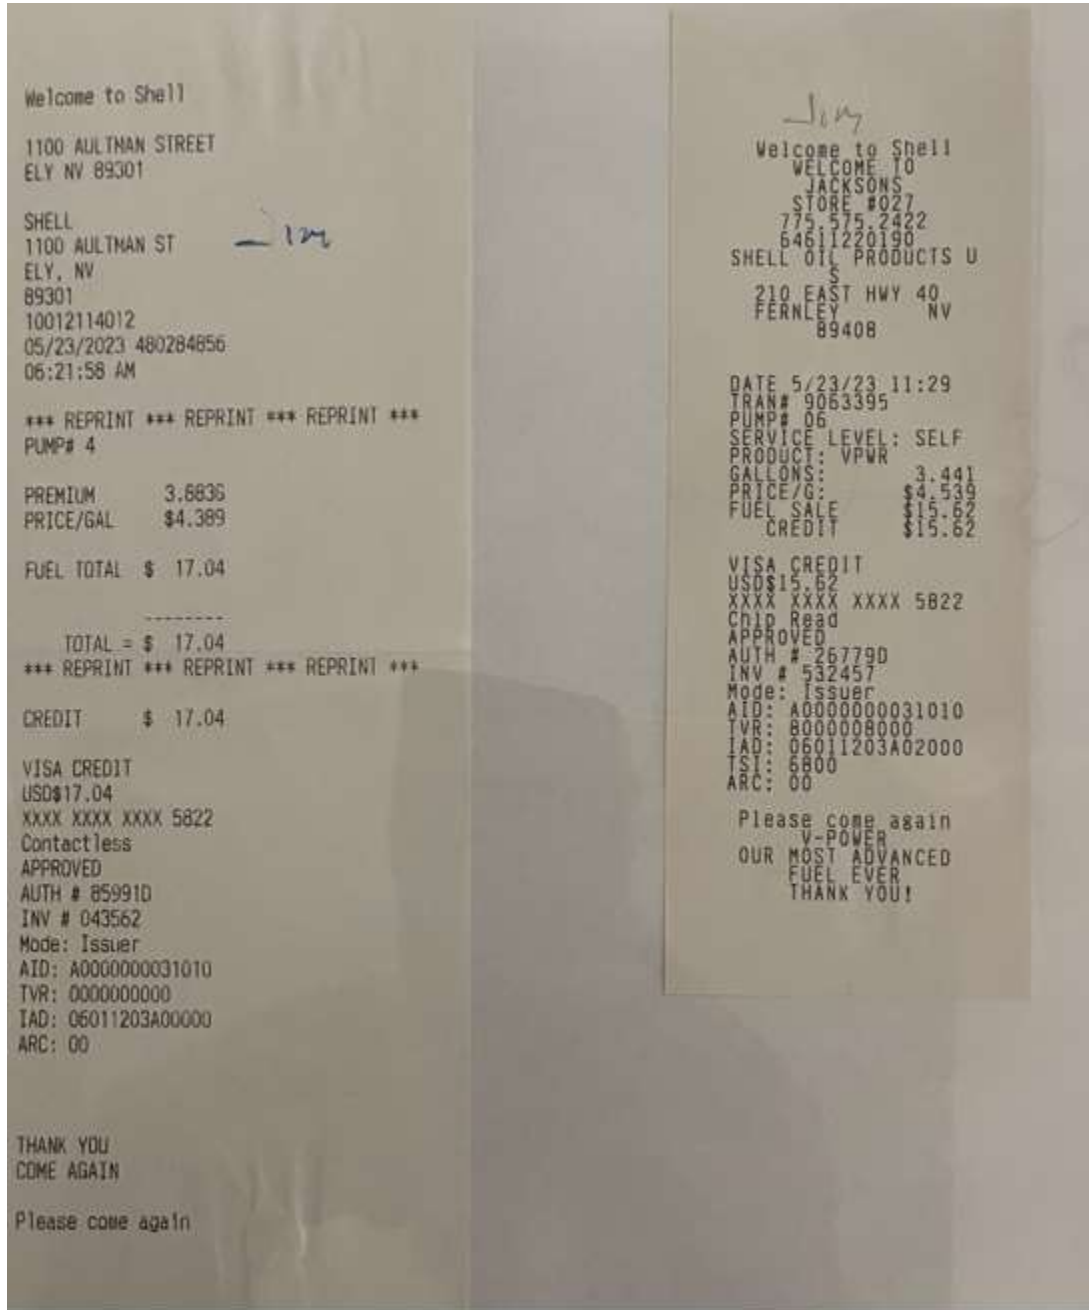 Welcome to Shell
1100 AULTMAN STREET
ELY NV 89301
SHELL
1100 AULTMAN ST
Jim
ELY, NV
89301
10012114012
05/23/2023 480284856
06:21:58 AM
*** REPRINT *** REPRINT *** REPRINT ***
PUMP# 4
PREMIUM 3.883G
PRICE/GAL $4.389
FUEL TOTAL $ 17.04
--------
TOTAL = $ 17.04
*** REPRINT *** REPRINT *** REPRINT ***
CREDIT $ 17.04
VISA CREDIT
USD$17.04
XXXX XXXX XXXX 5822
Contactless
APPROVED
AUTH # 85991D
INV # 043562
Mode: Issuer
AID: A0000000031010
TVR: 0000000000
IAD: 06011203A00000
ARC: 00
THANK YOU
COME AGAIN
Please come again
Jim
Welcome to Shell
WELCOME TO
JACKSONS
STORE #027
775.575.2422
64611220190
SHELL OIL PRODUCTS U
S
210 EAST HWY 40
FERNLEY NV
89408
DATE 5/23/23 11:29
TRAN# 9063395
PUMP# 06
SERVICE LEVEL: SELF
PRODUCT: VPWR
GALLONS: 3.441
PRICE/G: $4.539
FUEL SALE $15.62
CREDIT $15.62
VISA CREDIT
USD$15.62
XXXX XXXX XXXX 5822
Chip Read
APPROVED
AUTH # 26779D
INV # 532457
Mode: Issuer
AID: A0000000031010
TVR: 8000008000
IAD: 06011203A02000
TSI: 6800
ARC: 00
Please come again
V-POWER
OUR MOST ADVANCED
FUEL EVER
THANK YOU!